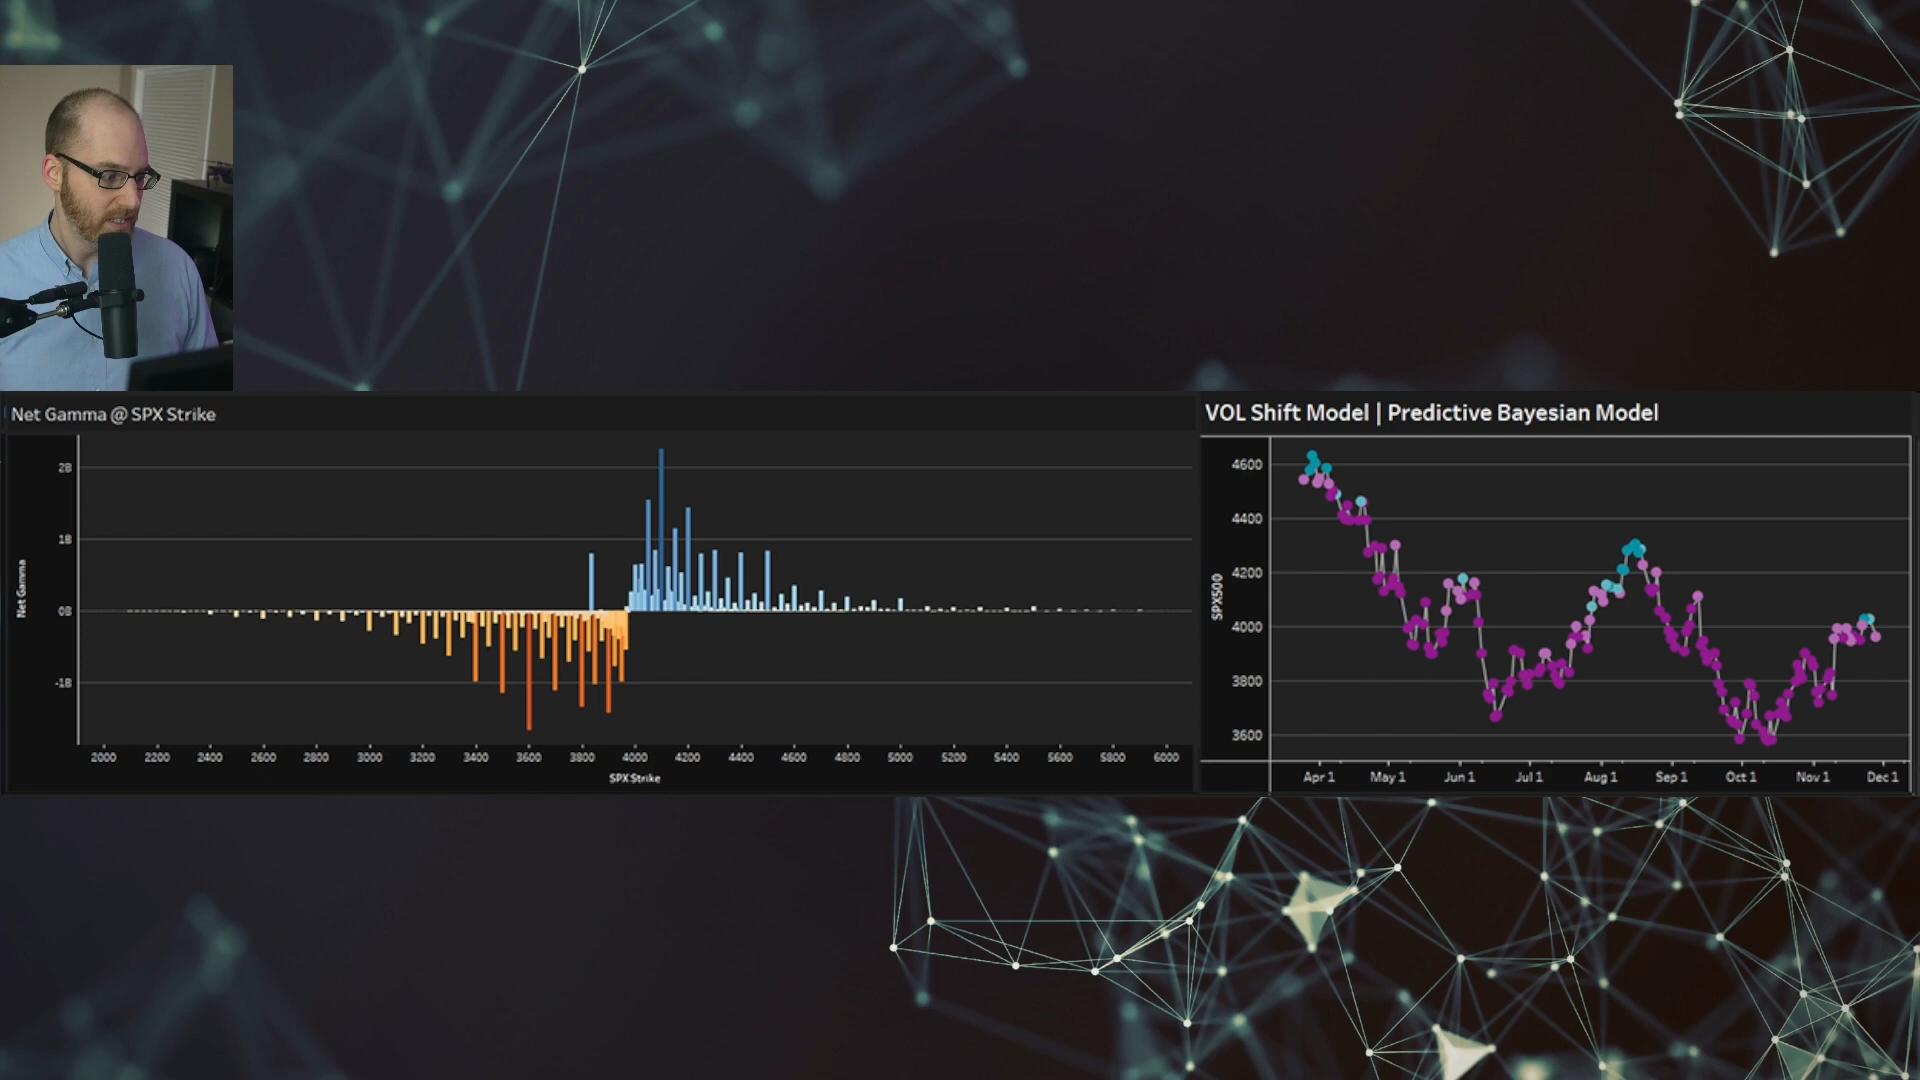 Net Gamma @ SPX Strike
2B
1B
0B
-1B
Net Gamma
2000 2200 2400 2600 2800 3000 3200 3400 3600 3800 4000 4200 4400 4600 4800 5000 5200 5400 5600 5800 6000
SPX Strike
VOL Shift Model | Predictive Bayesian Model
4600
4400
4200
4000
3800
3600
SPX500
Apr 1 May 1 Jun 1 Jul 1 Aug 1 Sep 1 Oct 1 Nov 1 Dec 1